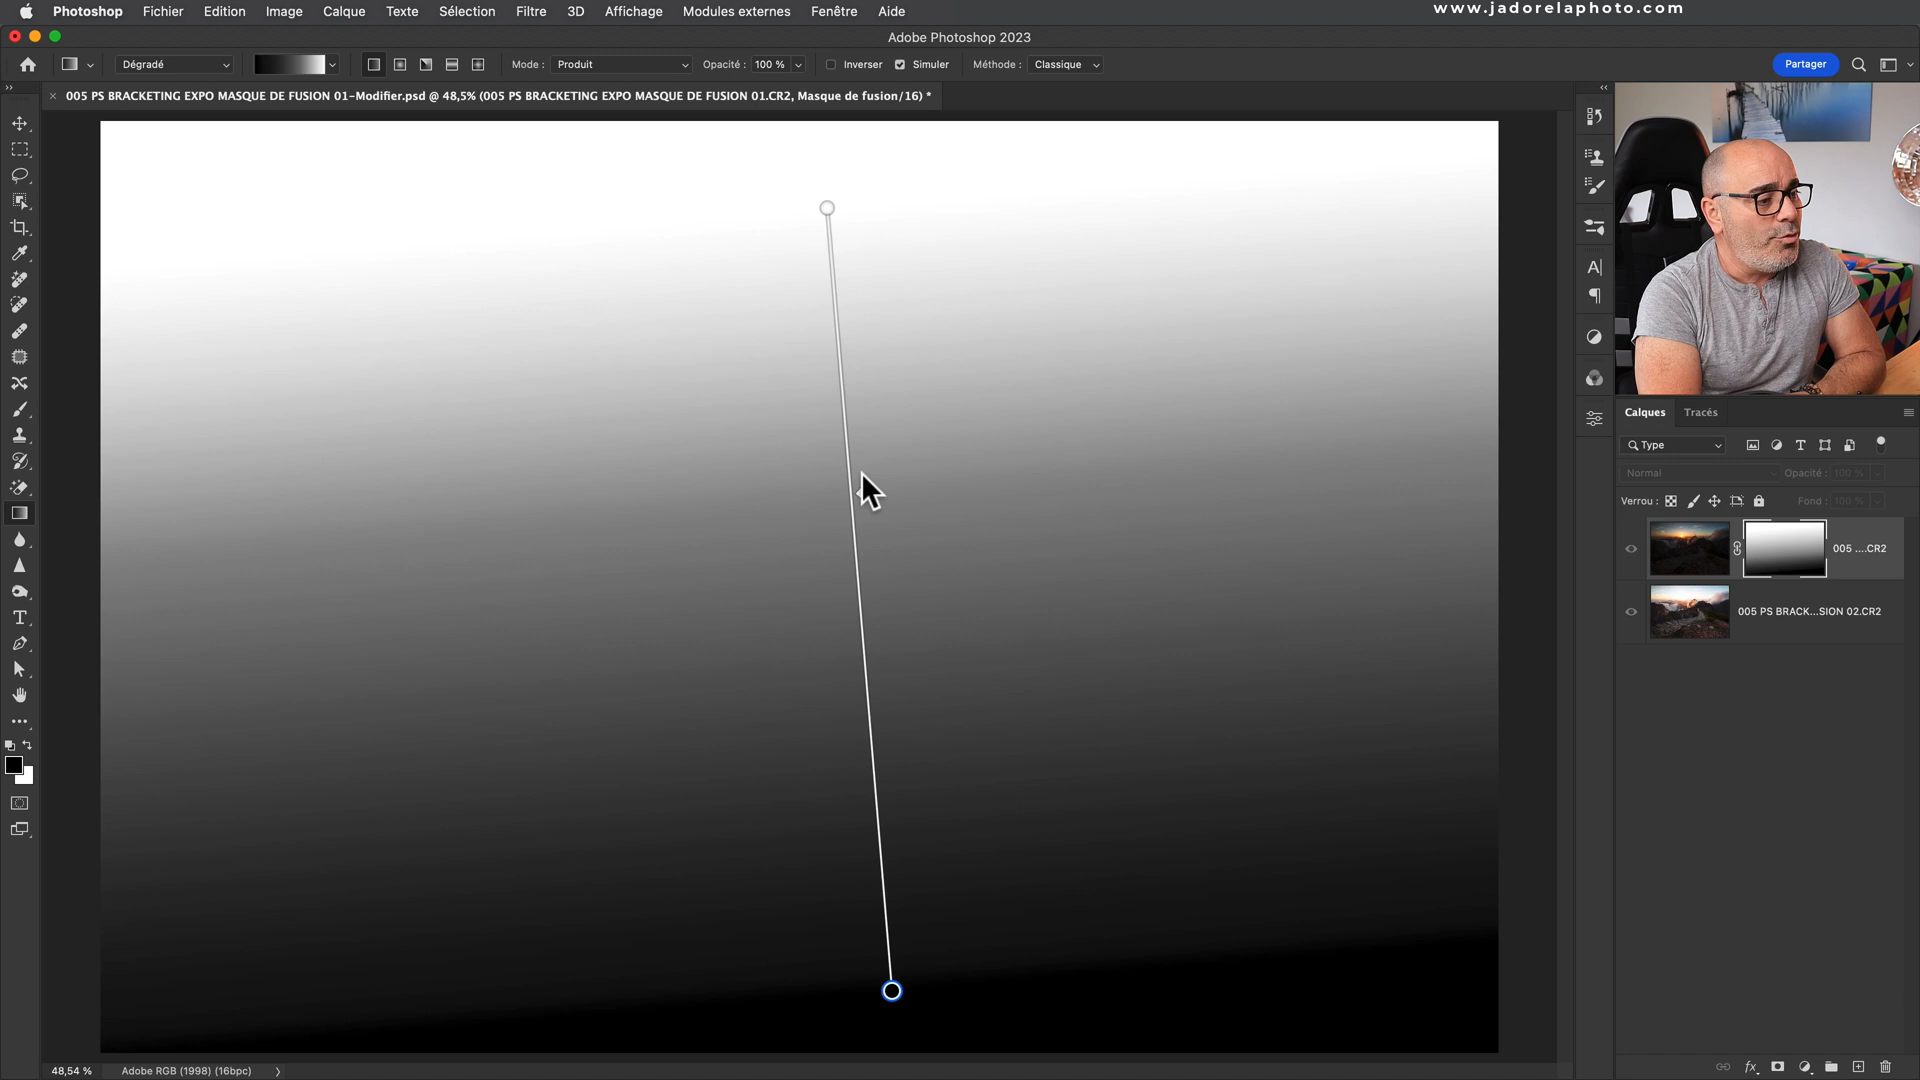 www.jadorelaphoto.com
Photoshop Fichier Edition Image Calque Texte Sélection Filtre 3D Affichage Modules externes Fenêtre Aide
Adobe Photoshop 2023
Dégradé Mode : Produit Opacité : 100 % Inverser Simuler Méthode : Classique Partager
005 PS BRACKETING EXPO MASQUE DE FUSION 01-Modifier.psd @ 48,5% (005 PS BRACKETING EXPO MASQUE DE FUSION 01.CR2, Masque de fusion/16) *
Calques Tracés
Type
Normal Opacité : 100 %
Verrou : Fond : 100 %
005 ....CR2
005 PS BRACK...SION 02.CR2
48,54 % Adobe RGB (1998) (16bpc)